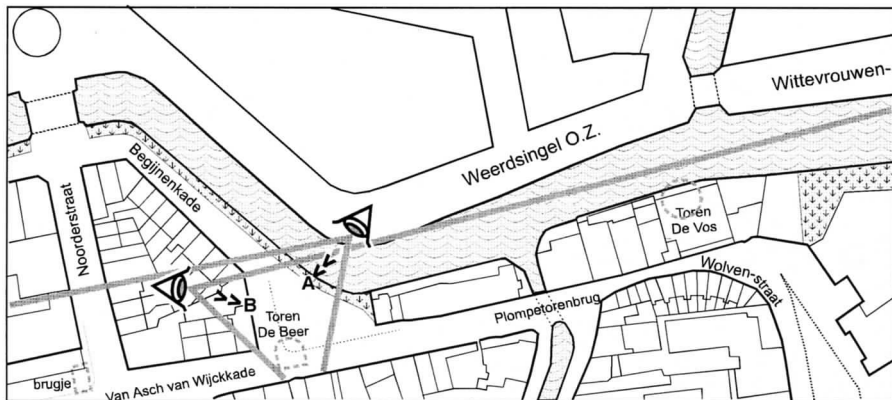 Wittevrouwen-
Weerdsingel O.Z.
Begijnenkade
Noorderstraat
Toren
De Vos
Wolven-straat
A
B
Toren
De Beer
Plompetorenbrug
brugje
Van Asch van Wijckkade